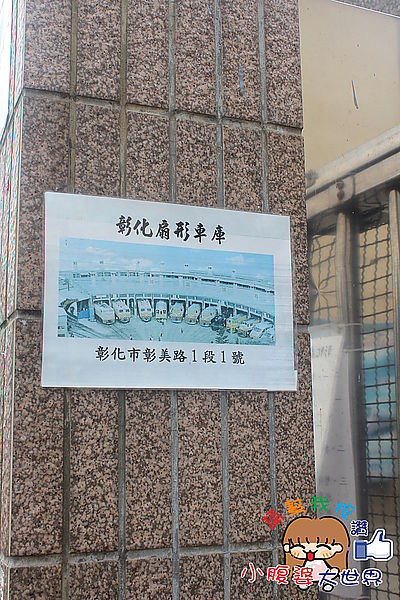 彰化扇形車庫
彰化市彰美路1段1號
讚
小腹婆大世界